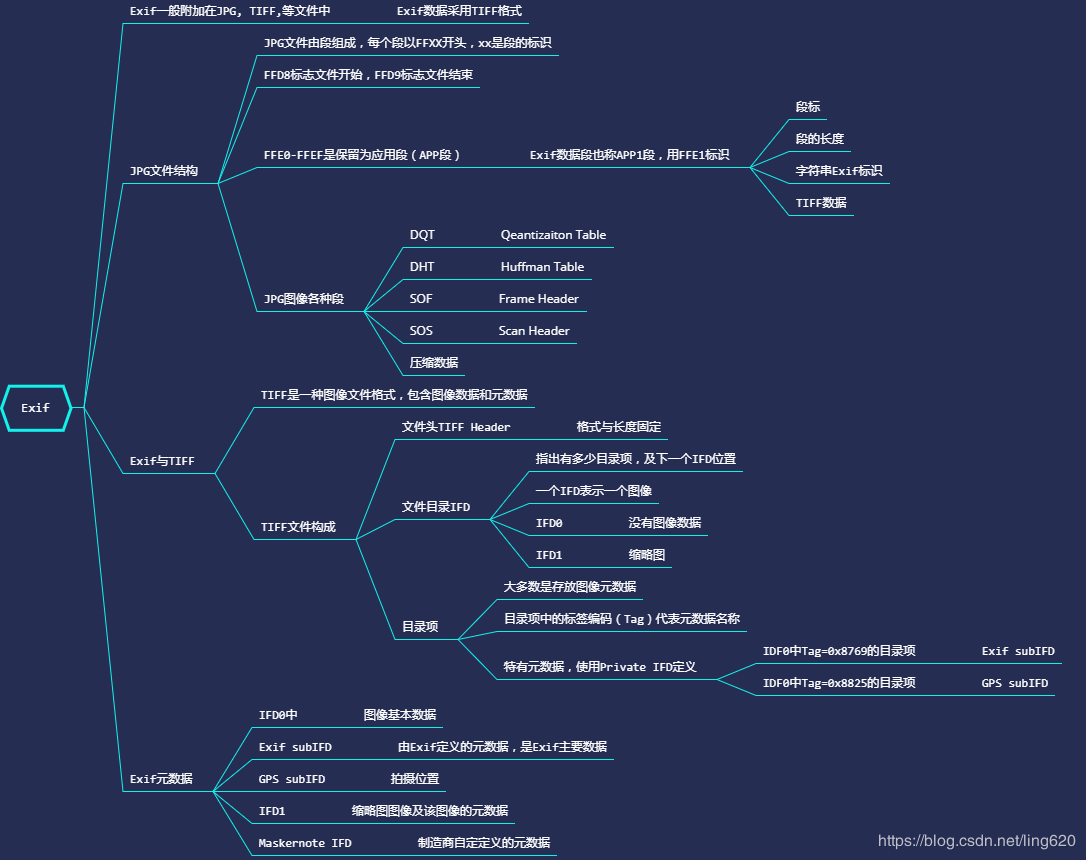 Exif一般附加在JPG, TIFF,等文件中 Exif数据采用TIFF格式
JPG文件由段组成，每个段以FFXX开头，xx是段的标识
FFD8标志文件开始，FFD9标志文件结束
段标
段的长度
FFE0-FFEF是保留为应用段（APP段） Exif数据段也称APP1段，用FFE1标识
JPG文件结构
字符串Exif标识
TIFF数据
DQT Qeantizaiton Table
DHT Huffman Table
JPG图像各种段
SOF Frame Header
SOS Scan Header
压缩数据
Exif
TIFF是一种图像文件格式，包含图像数据和元数据
文件头TIFF Header 格式与长度固定
Exif与TIFF
指出有多少目录项，及下一个IFD位置
一个IFD表示一个图像
文件目录IFD
IFD0 没有图像数据
TIFF文件构成
IFD1 缩略图
大多数是存放图像元数据
目录项中的标签编码（Tag）代表元数据名称
目录项
特有元数据，使用Private IFD定义
IDF0中Tag=0x8769的目录项 Exif subIFD
IDF0中Tag=0x8825的目录项 GPS subIFD
IFD0中 图像基本数据
Exif subIFD 由Exif定义的元数据，是Exif主要数据
Exif元数据
GPS subIFD 拍摄位置
IFD1 缩略图图像及该图像的元数据
Maskernote IFD 制造商自定定义的元数据
https://blog.csdn.net/ling620